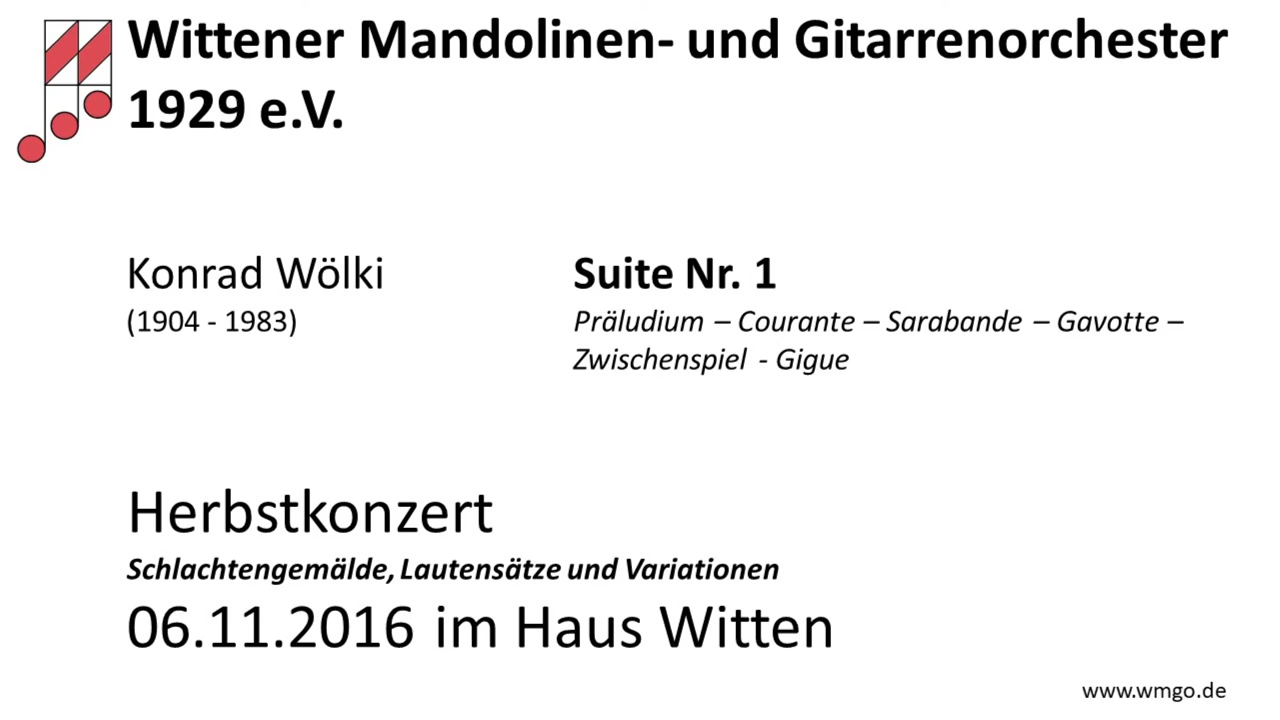 Wittener Mandolinen- und Gitarrenorchester
1929 e.V.
Konrad Wölki
(1904 - 1983)
Suite Nr. 1
Präludium – Courante – Sarabande – Gavotte –
Zwischenspiel - Gigue
Herbstkonzert
Schlachtengemälde, Lautensätze und Variationen
06.11.2016 im Haus Witten
www.wmgo.de